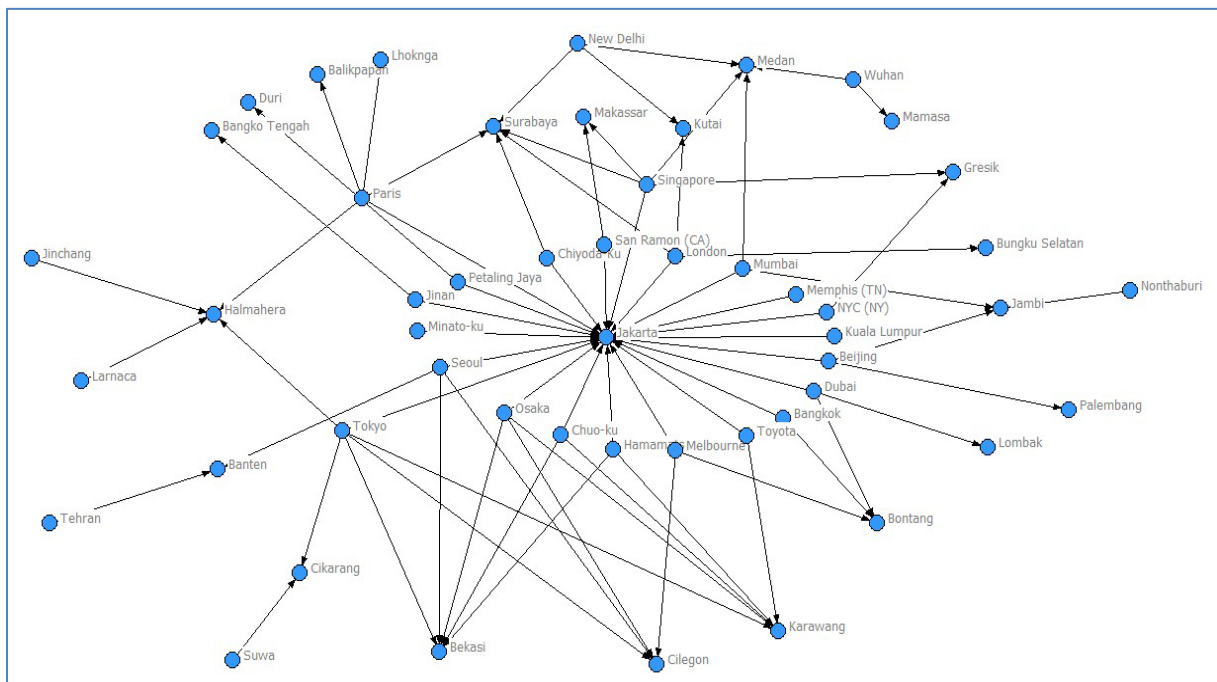 New Delhi
Lhoknga
Medan
Balikpapan
Wuhan
Duri
Makassar
Mamasa
Surabaya
Kutai
Bangko Tengah
Gresik
Singapore
Paris
San Ramon (CA)
Bungku Selatan
Jinchang
Chiyoda-Ku
London
Mumbai
Petaling Jaya
Nonthaburi
Memphis (TN)
Jinan
Jambi
NYC (NY)
Halmahera
Minato-ku
Jakarta
Kuala Lumpur
Beijing
Seoul
Larnaca
Dubai
Palembang
Osaka
Bangkok
Tokyo
Chuo-ku
Toyota
Hamamats
Melbourne
Lombak
Banten
Tehran
Bontang
Cikarang
Karawang
Bekasi
Suwa
Cilegon